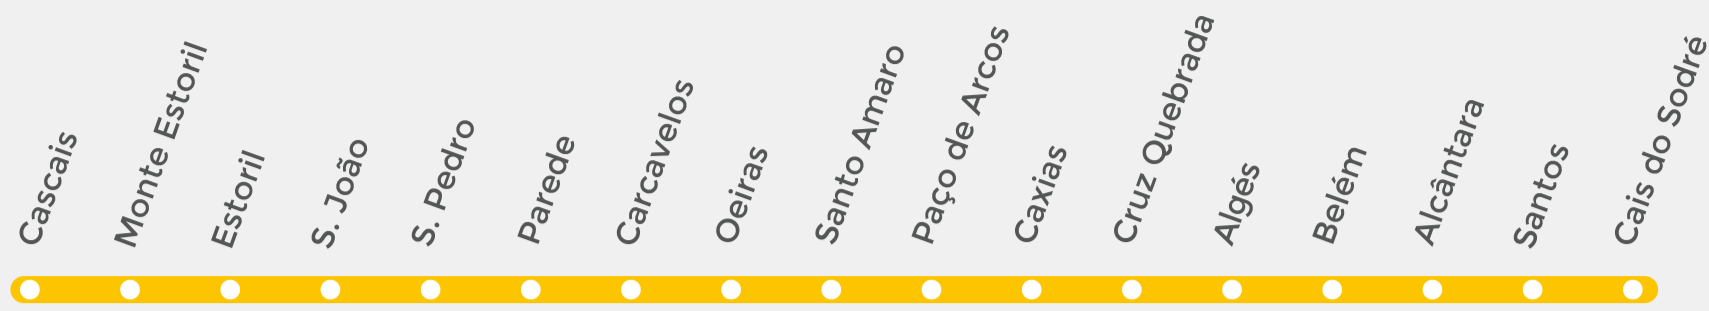 Cascais
Monte Estoril
Estoril
S. João
S. Pedro
Parede
Carcavelos
Oeiras
Santo Amaro
Paço de Arcos
Caxias
Cruz Quebrada
Algés
Belém
Alcântara
Santos
Cais do Sodré